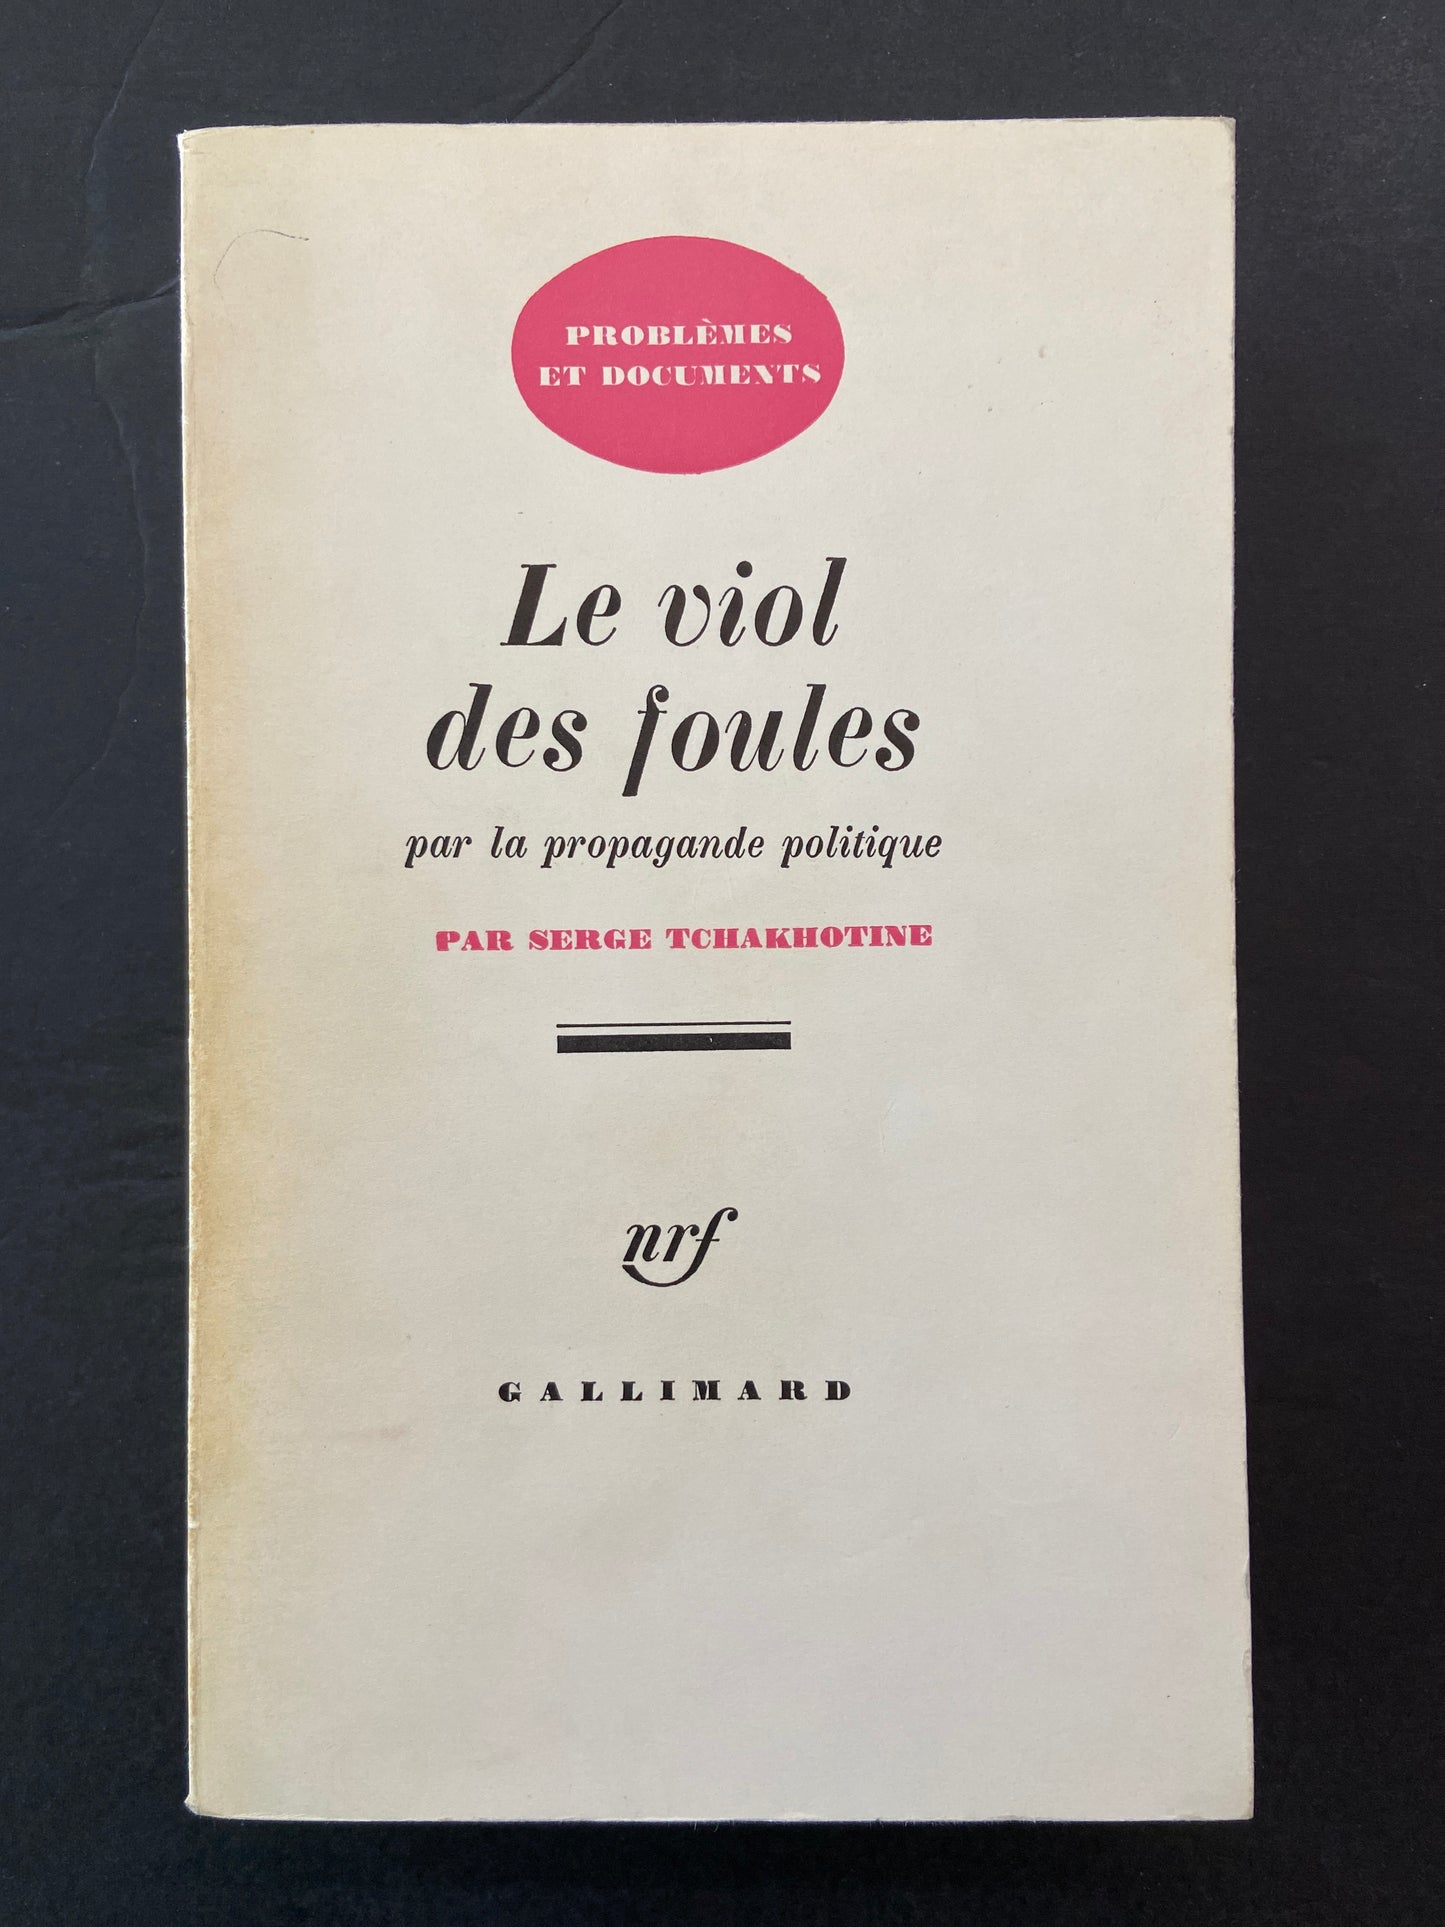 PROBLÈMES
ET DOCUMENTS
Le viol
des foules
par la propagande politique
PAR SERGE TCHAKHOTINE
nrf
GALLIMARD